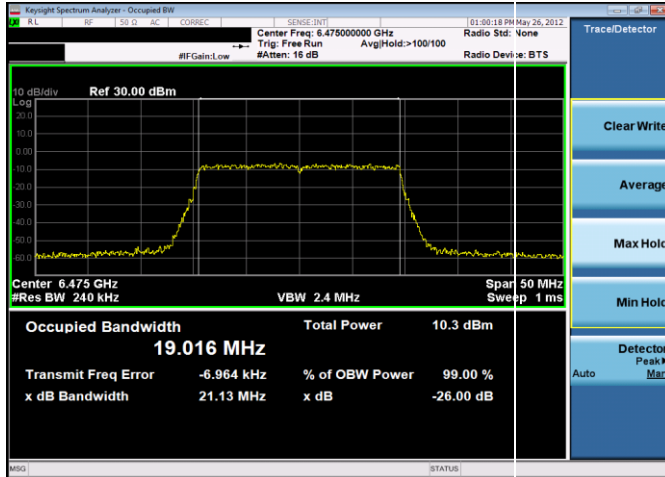 Keysight Spectrum Analyzer - Occupied BW
RL RF 50 Ω AC CORREC SENSE:INT 01:00:18 PM May 26, 2012
Center Freq: 6.475000000 GHz Radio Std: None
Trig: Free Run Avg|Hold:>100/100
#IFGain:Low #Atten: 16 dB Radio Device: BTS
Trace/Detector
10 dB/div Ref 30.00 dBm
Log
20.0
10.0
0.00
-10.0
-20.0
-30.0
-40.0
-50.0
-60.0
Center 6.475 GHz Span 50 MHz
#Res BW 240 kHz VBW 2.4 MHz Sweep 1 ms
Clear Write
Average
Max Hold
Min Hold
Detector
Peak
Auto Man
Occupied Bandwidth Total Power 10.3 dBm
19.016 MHz
Transmit Freq Error -6.964 kHz % of OBW Power 99.00 %
x dB Bandwidth 21.13 MHz x dB -26.00 dB
MSG STATUS